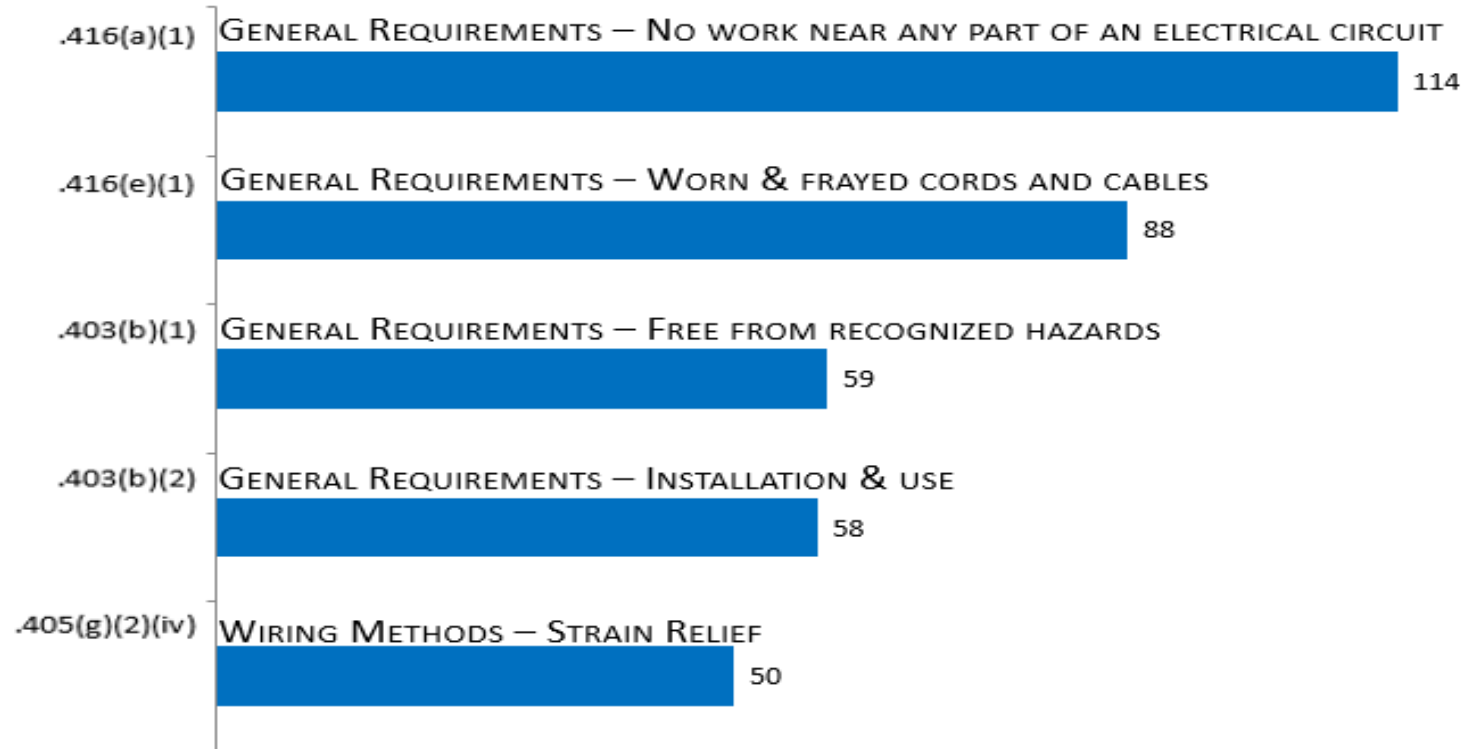 .416(a)(1) General Requirements – No work near any part of an electrical circuit
114
.416(e)(1) General Requirements – Worn & frayed cords and cables
88
.403(b)(1) General Requirements – Free from recognized hazards
59
.403(b)(2) General Requirements – Installation & use
58
.405(g)(2)(iv) Wiring Methods – Strain Relief
50